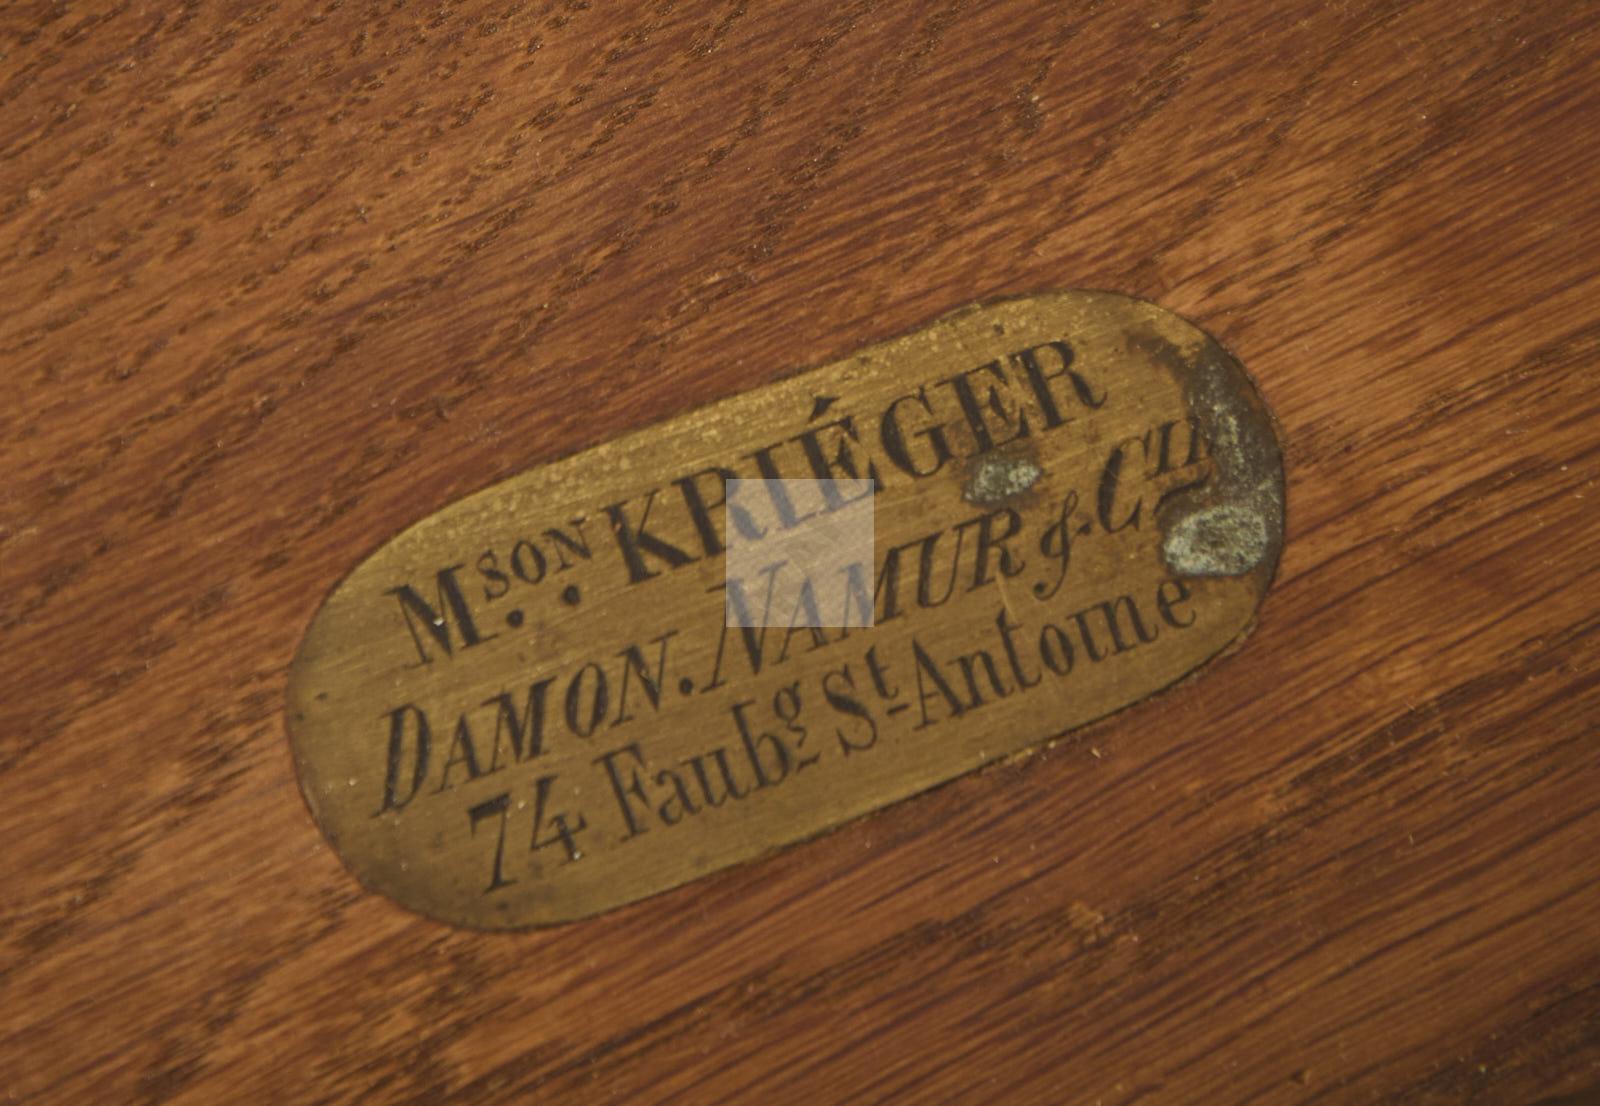 Mson KRIÉGER
DAMON. NAMUR & Cie
74 Faubg St-Antoine